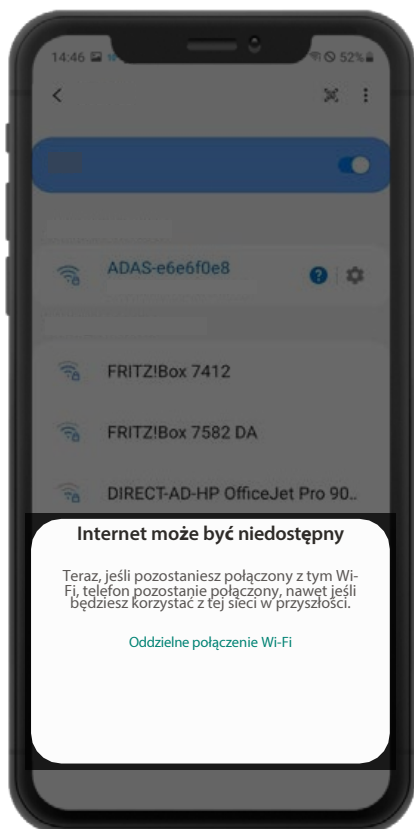 14:46
52%
ADAS-e6e6f0e8
?
FRITZ!Box 7412
FRITZ!Box 7582 DA
DIRECT-AD-HP OfficeJet Pro 90..
Internet może być niedostępny
Teraz, jeśli pozostaniesz połączony z tym Wi-
Fi, telefon pozostanie połączony, nawet jeśli
będziesz korzystać z tej sieci w przyszłości.
Oddzielne połączenie Wi-Fi